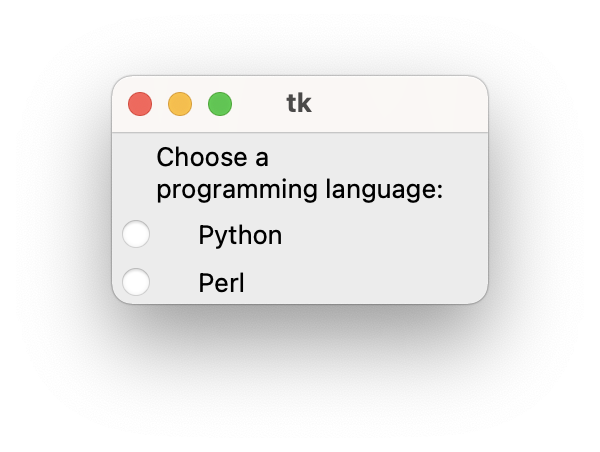 tk
Choose a
programming language:
Python
Perl